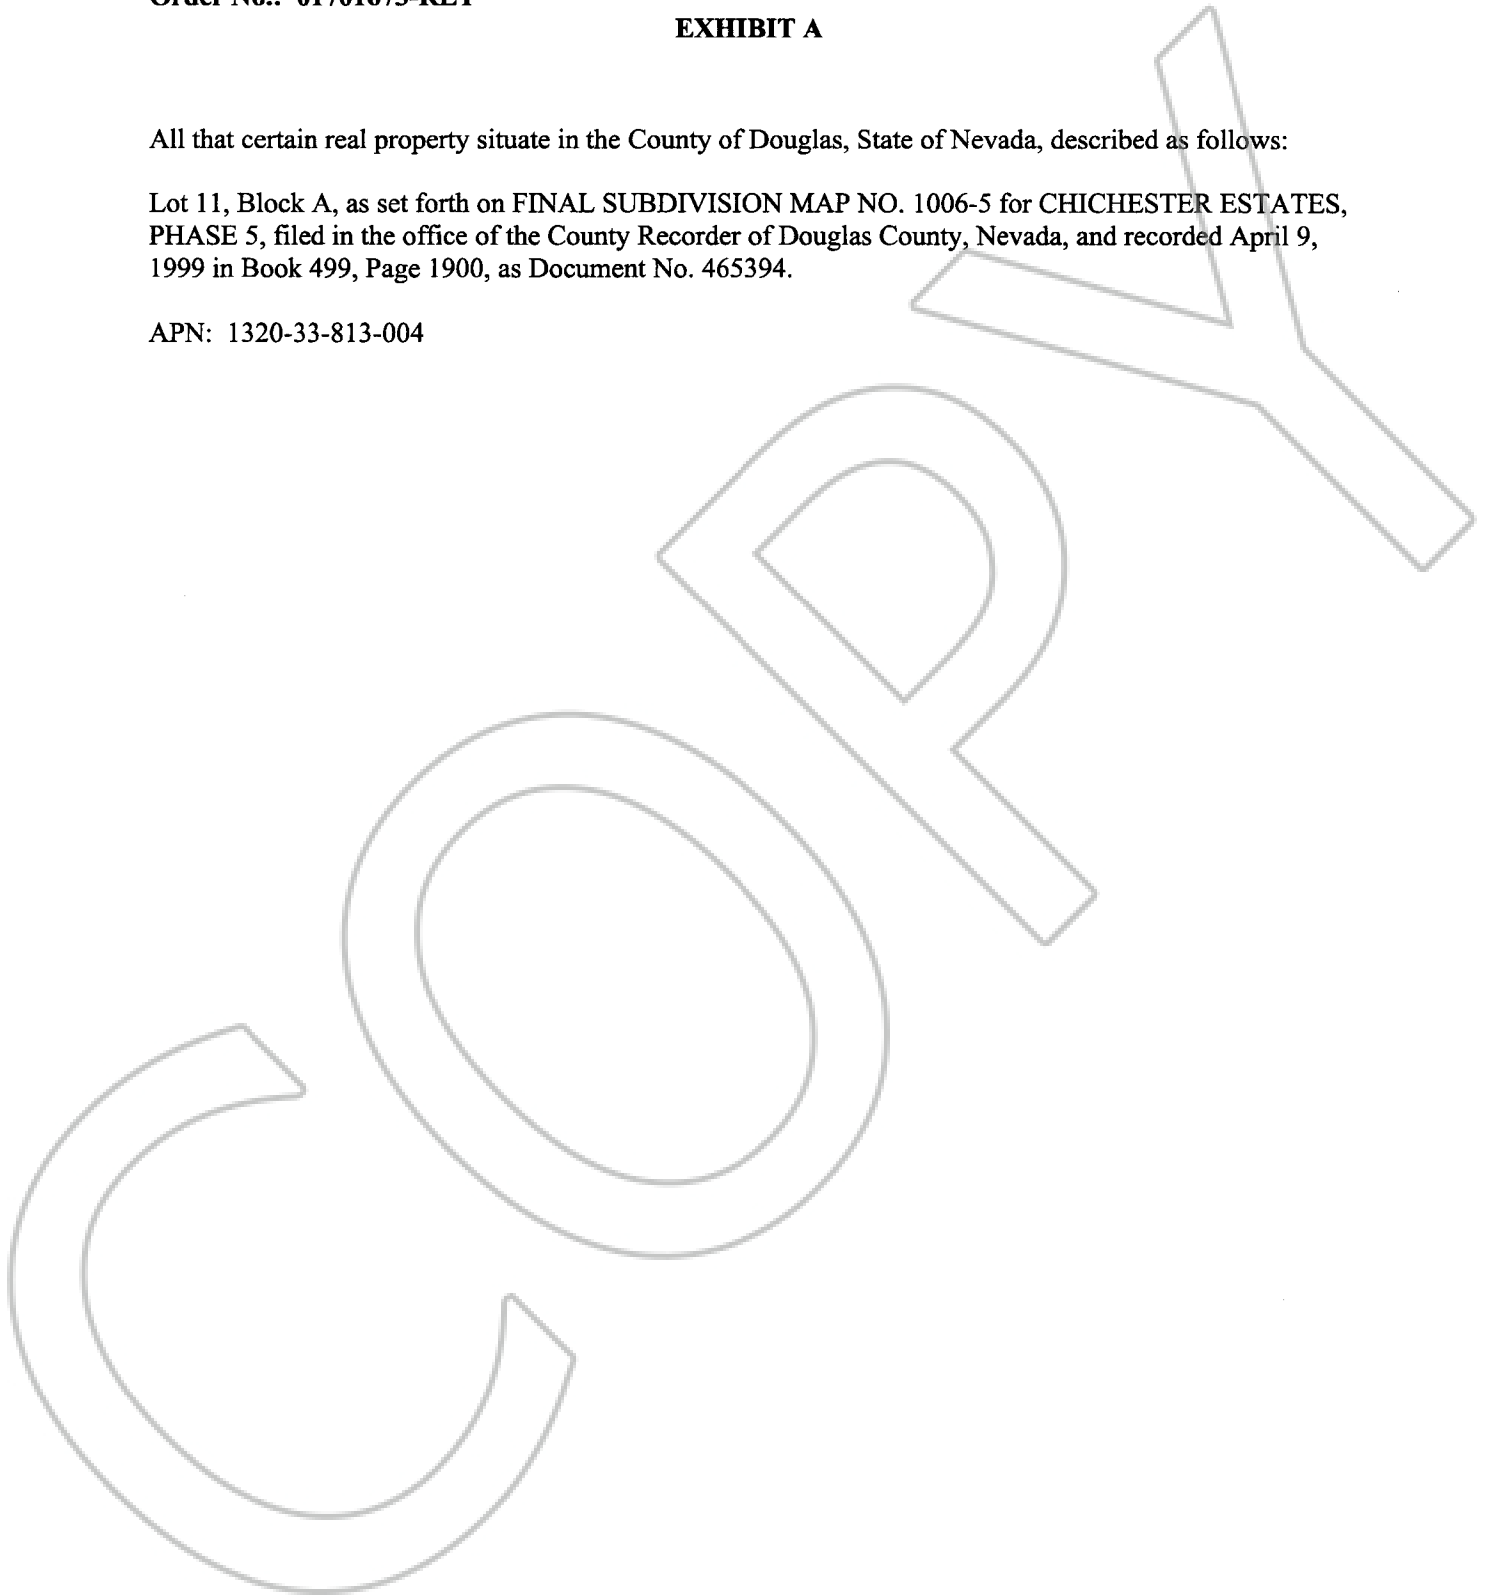 EXHIBIT A
All that certain real property situate in the County of Douglas, State of Nevada, described as follows:
Lot 11, Block A, as set forth on FINAL SUBDIVISION MAP NO. 1006-5 for CHICHESTER ESTATES,
PHASE 5, filed in the office of the County Recorder of Douglas County, Nevada, and recorded April 9,
1999 in Book 499, Page 1900, as Document No. 465394.
APN: 1320-33-813-004
COPY